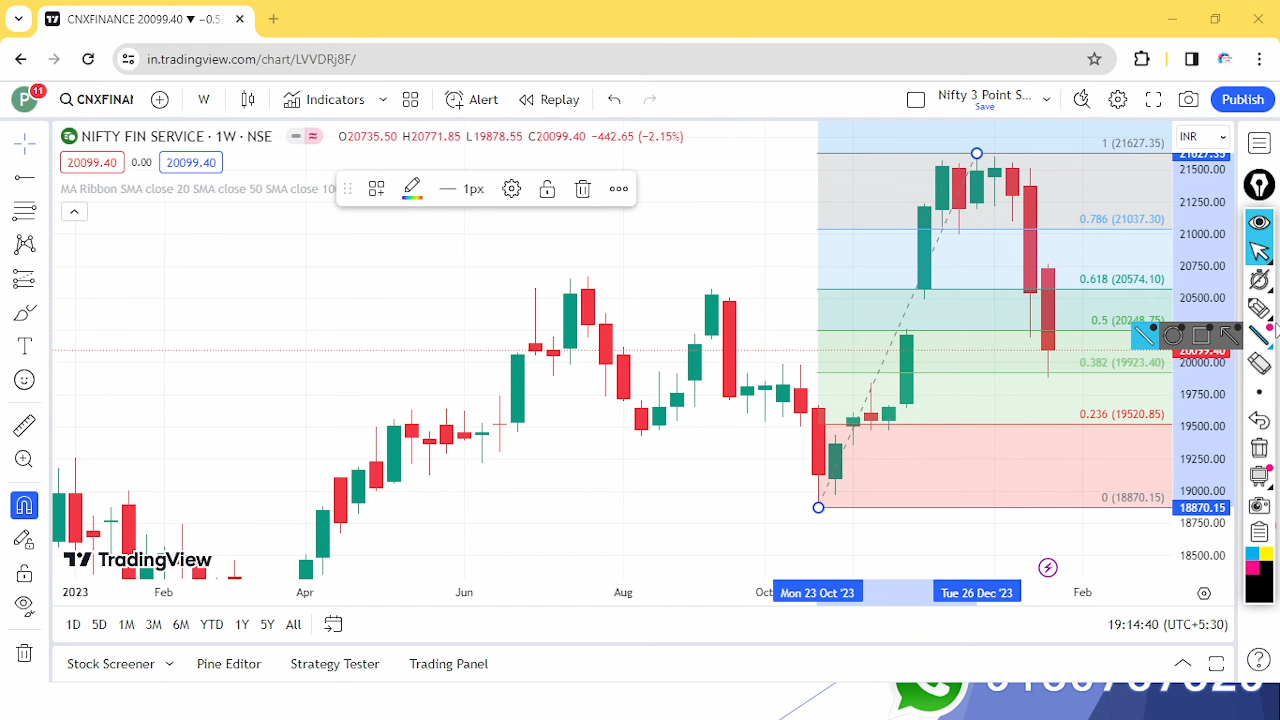 CNXFINANCE 20099.40 ▼ −0.5
in.tradingview.com/chart/LVVDRj8F/
P 11 CNXFINAN W Indicators Alert Replay Nifty 3 Point S... Save Publish
NIFTY FIN SERVICE · 1W · NSE O20735.50 H20771.85 L19878.55 C20099.40 −442.65 (−2.15%) INR
20099.40 0.00 20099.40
MA Ribbon SMA close 20 SMA close 50 SMA close
1px
1 (21627.35)
0.786 (21037.30)
0.618 (20574.10)
0.5 (20248.75)
0.382 (19923.40)
0.236 (19520.85)
0 (18870.15)
21627.35
21500.00
21250.00
21000.00
20750.00
20500.00
20099.40
20000.00
19750.00
19500.00
19250.00
19000.00
18870.15
18750.00
18500.00
TradingView
2023 Feb Apr Jun Aug Oct Mon 23 Oct '23 Tue 26 Dec '23 Feb
1D 5D 1M 3M 6M YTD 1Y 5Y All 19:14:40 (UTC+5:30)
Stock Screener Pine Editor Strategy Tester Trading Panel